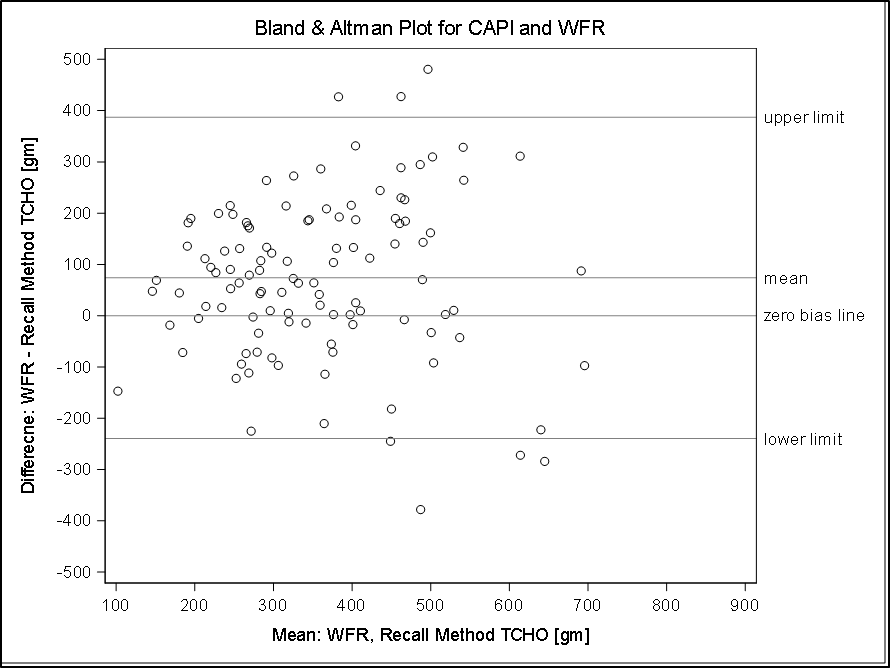 Bland & Altman Plot for CAPI and WFR
Differecne: WFR - Recall Method TCHO [gm]
500
400
300
200
100
0
-100
-200
-300
-400
-500
upper limit
mean
zero bias line
lower limit
100 200 300 400 500 600 700 800 900
Mean: WFR, Recall Method TCHO [gm]